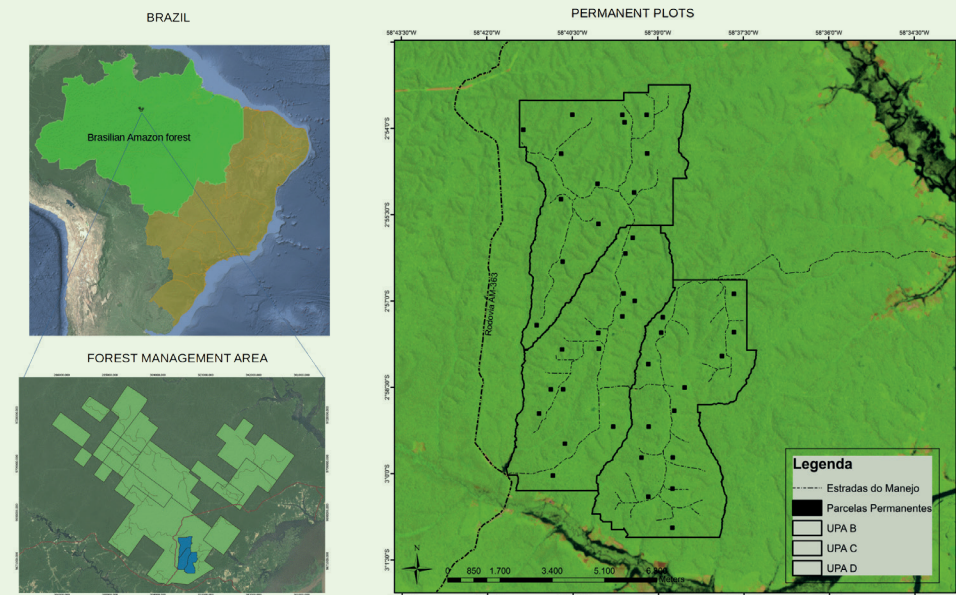 BRAZIL
Brasilian Amazon forest
FOREST MANAGEMENT AREA
PERMANENT PLOTS
58°43'30"W
58°42'0"W
58°40'30"W
58°39'0"W
58°37'30"W
58°36'0"W
58°34'30"W
2°54'0"S
2°55'30"S
2°57'0"S
2°58'30"S
3°0'0"S
3°1'30"S
Rodovia AM-363
N
0 850 1.700 3.400 5.100
Meters
Legenda
Estradas do Manejo
Parcelas Permanentes
UPA B
UPA C
UPA D